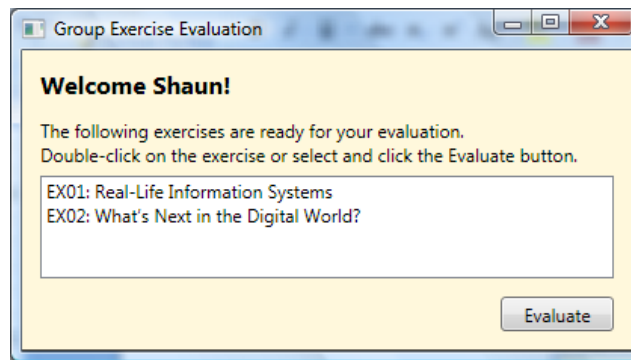 Group Exercise Evaluation
Welcome Shaun!
The following exercises are ready for your evaluation.
Double-click on the exercise or select and click the Evaluate button.
EX01: Real-Life Information Systems
EX02: What's Next in the Digital World?
Evaluate